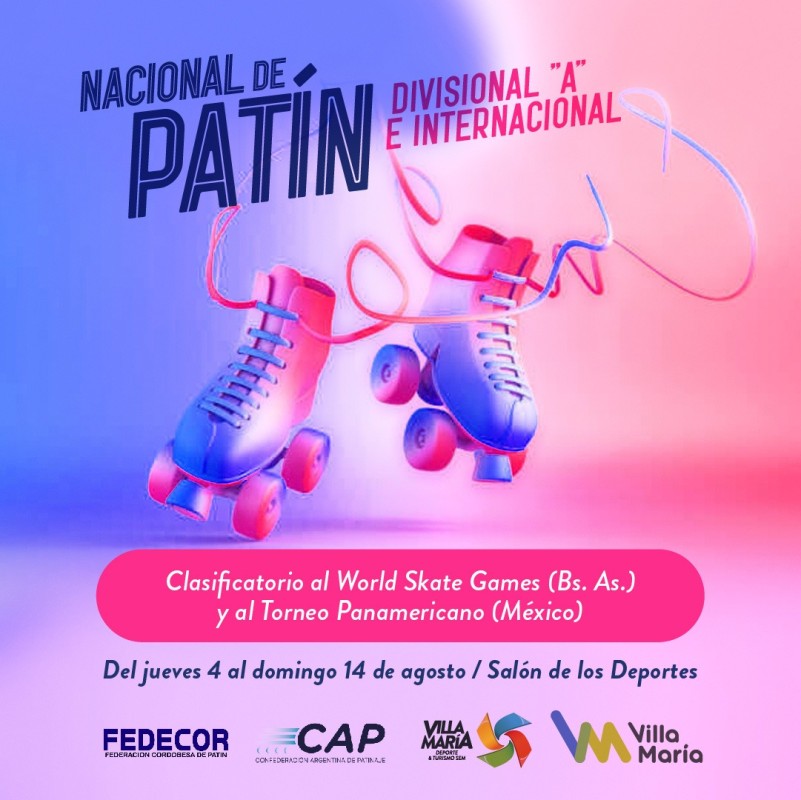 NACIONAL DE
PATÍN
DIVISIONAL "A"
E INTERNACIONAL
Clasificatorio al World Skate Games (Bs. As.)
y al Torneo Panamericano (México)
Del jueves 4 al domingo 14 de agosto / Salón de los Deportes
FEDECOR
FEDERACION CORDOBESA DE PATIN
CAP
CONFEDERACIÓN ARGENTINA DE PATINAJE
VILLA
MARÍA
DEPORTE
& TURISMO SEM
Villa
María